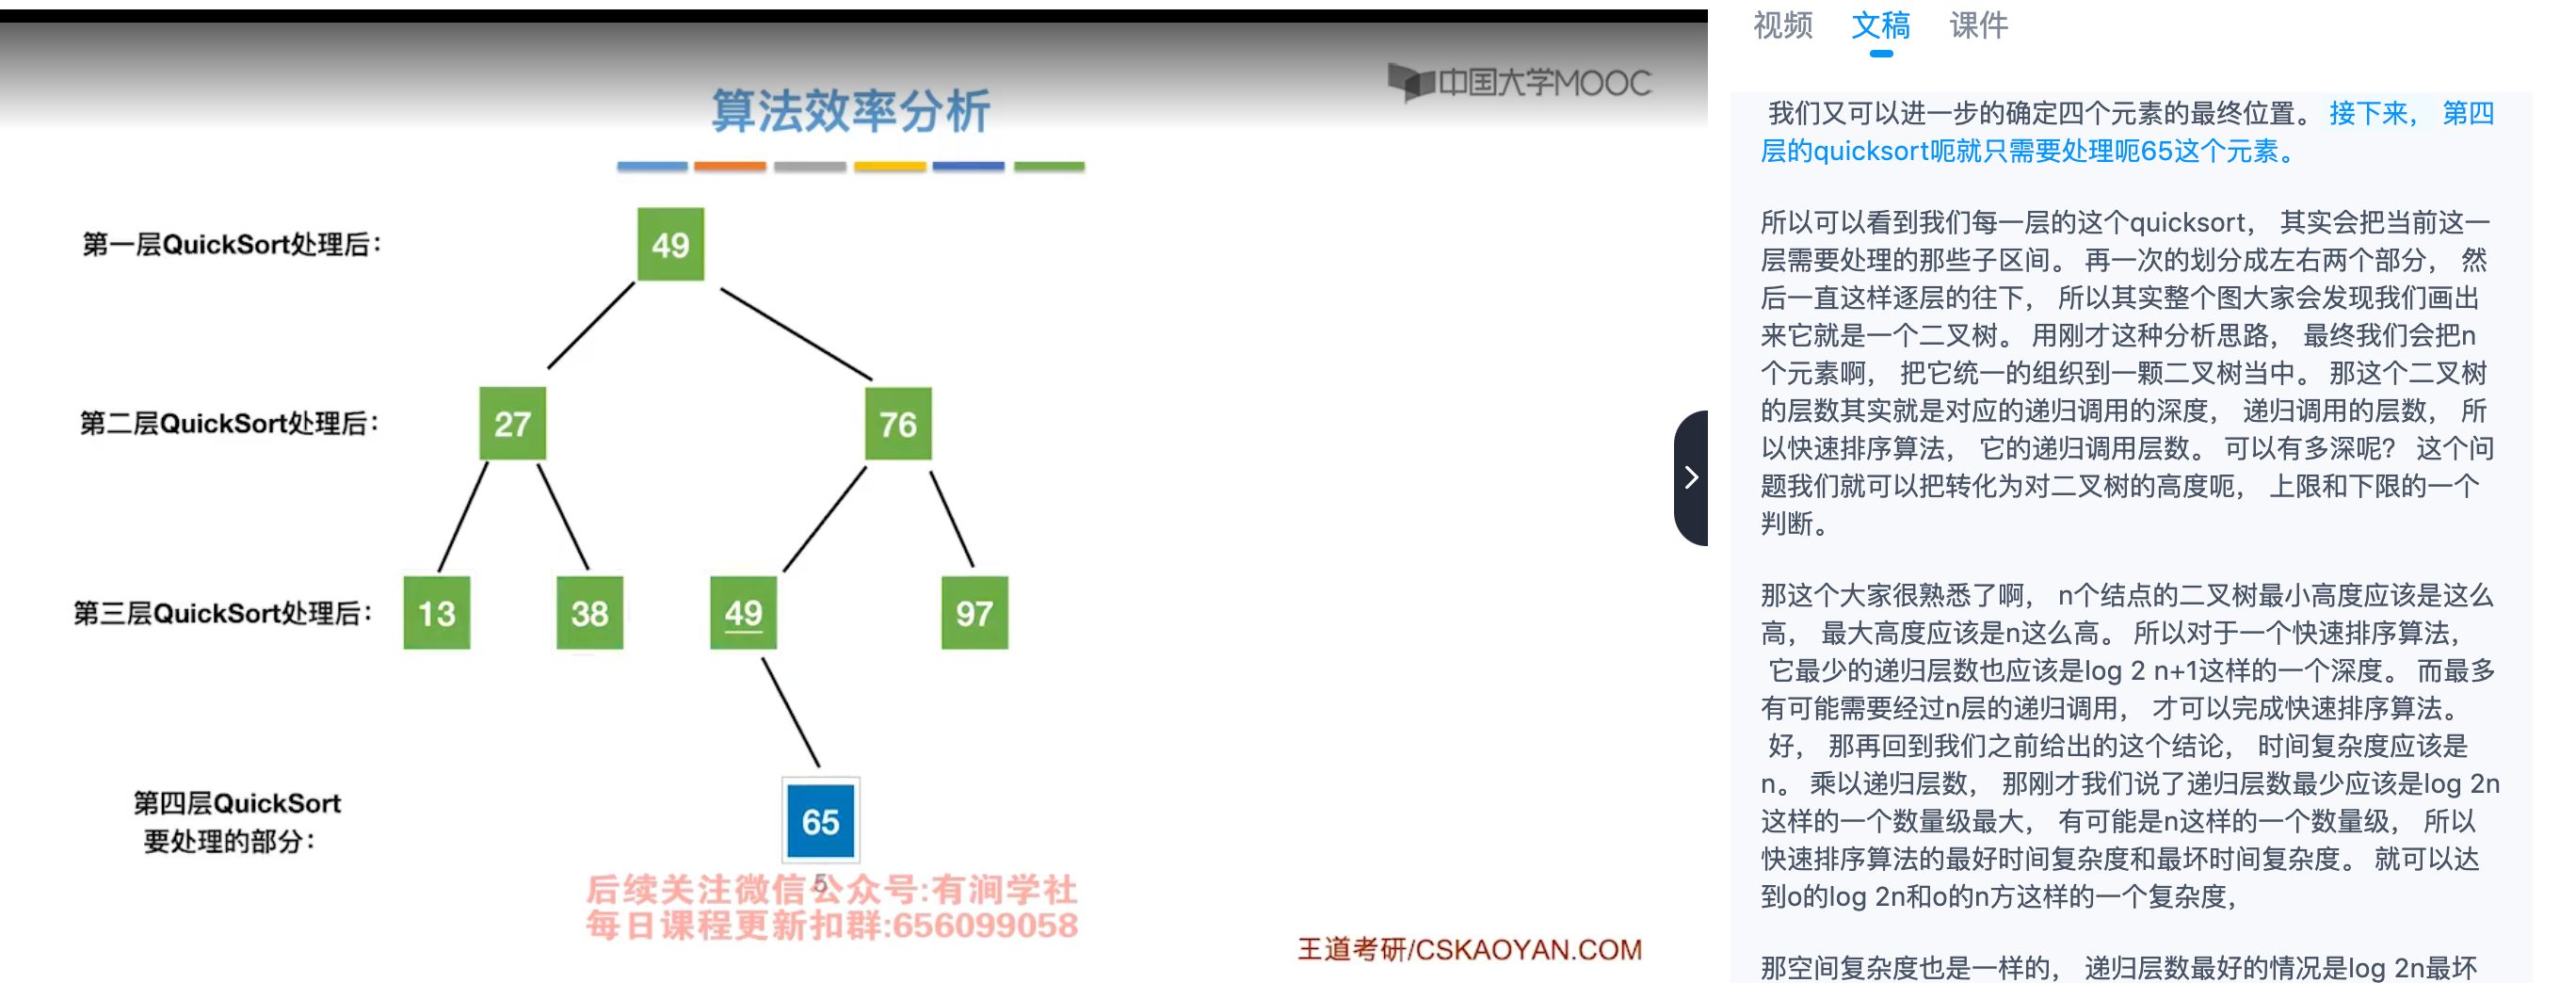 中国大学MOOC
算法效率分析
第一层QuickSort处理后：
49
第二层QuickSort处理后：
27
76
第三层QuickSort处理后：
13
38
49
97
第四层QuickSort
要处理的部分：
65
5
后续关注微信公众号:有涧学社
每日课程更新扣群:656099058
王道考研/CSKAOYAN.COM
视频 文稿 课件
我们又可以进一步的确定四个元素的最终位置。 接下来， 第四
层的quicksort呃就只需要处理呃65这个元素。
所以可以看到我们每一层的这个quicksort， 其实会把当前这一
层需要处理的那些子区间。 再一次的划分成左右两个部分， 然
后一直这样逐层的往下， 所以其实整个图大家会发现我们画出
来它就是一个二叉树。 用刚才这种分析思路， 最终我们会把n
个元素啊， 把它统一的组织到一颗二叉树当中。 那这个二叉树
的层数其实就是对应的递归调用的深度， 递归调用的层数， 所
以快速排序算法， 它的递归调用层数。 可以有多深呢？ 这个问
题我们就可以把转化为对二叉树的高度呃， 上限和下限的一个
判断。
那这个大家很熟悉了啊， n个结点的二叉树最小高度应该是这么
高， 最大高度应该是n这么高。 所以对于一个快速排序算法，
它最少的递归层数也应该是log 2 n+1这样的一个深度。 而最多
有可能需要经过n层的递归调用， 才可以完成快速排序算法。
好， 那再回到我们之前给出的这个结论， 时间复杂度应该是
n。 乘以递归层数， 那刚才我们说了递归层数最少应该是log 2n
这样的一个数量级最大， 有可能是n这样的一个数量级， 所以
快速排序算法的最好时间复杂度和最坏时间复杂度。 就可以达
到o的log 2n和o的n方这样的一个复杂度，
那空间复杂度也是一样的， 递归层数最好的情况是log 2n最坏